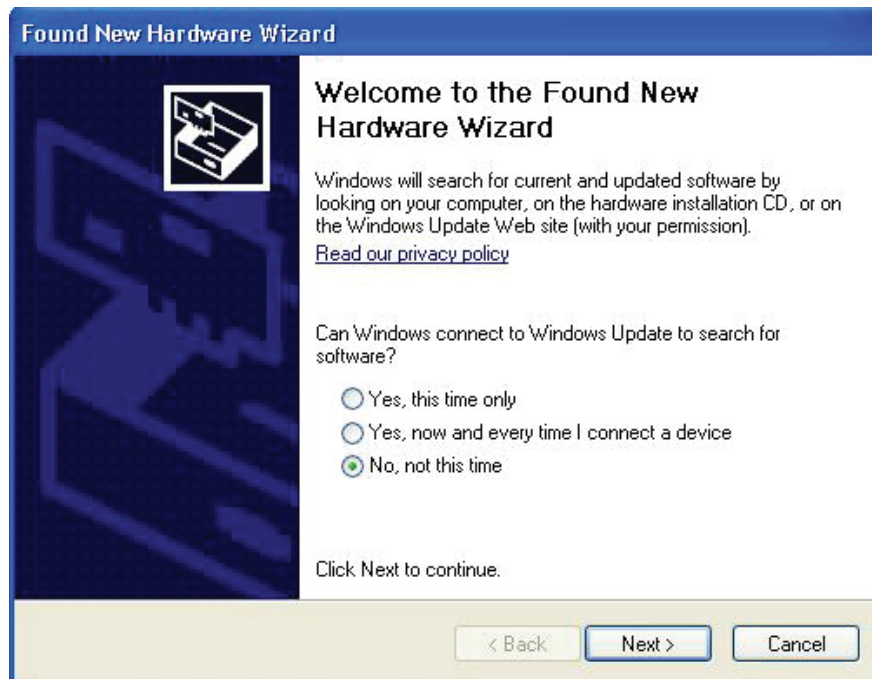 Found New Hardware Wizard
Welcome to the Found New
Hardware Wizard
Windows will search for current and updated software by
looking on your computer, on the hardware installation CD, or on
the Windows Update Web site (with your permission).
Read our privacy policy
Can Windows connect to Windows Update to search for
software?
Yes, this time only
Yes, now and every time I connect a device
No, not this time
Click Next to continue.
< Back Next > Cancel